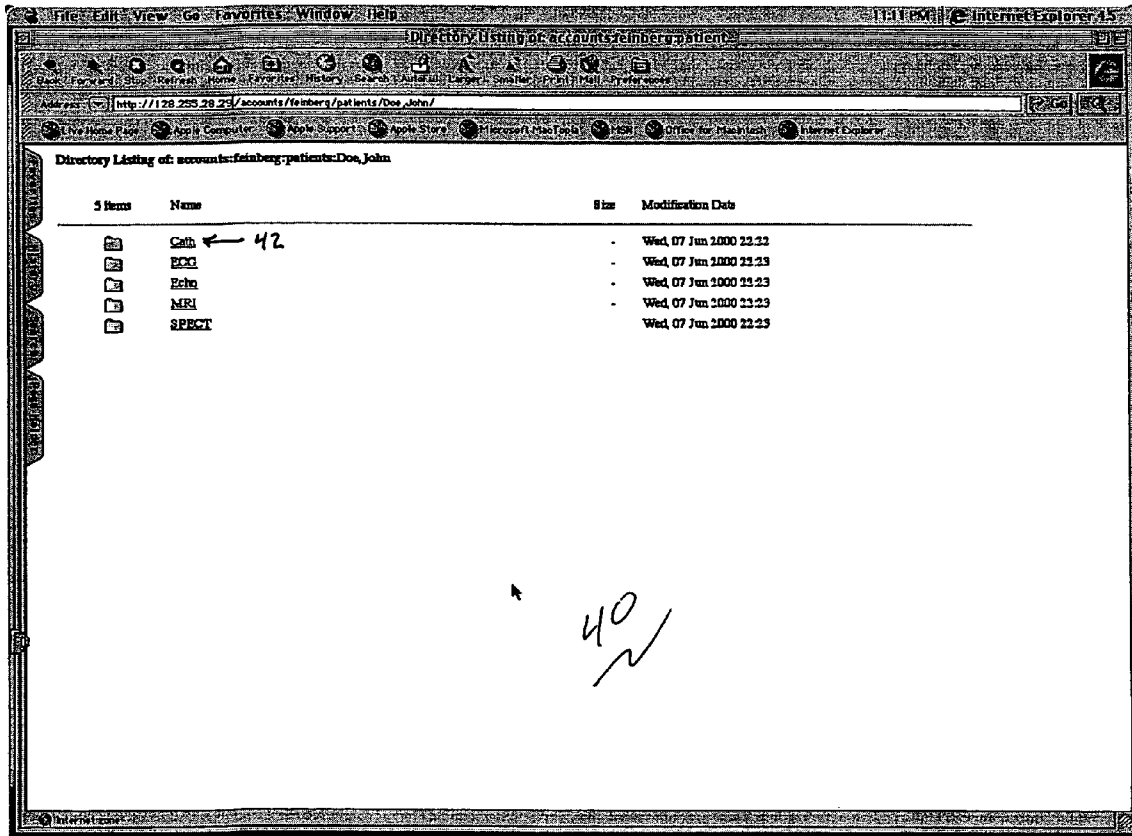 File Edit View Go Favorites Window Help 11:11 PM Internet Explorer 4.5
Directory Listing of: accounts:feinberg:patients:
Back Forward Stop Refresh Home Favorites History Search AutoFill Larger Smaller Print Mail Preferences
Address: http://128.255.28.29/accounts/feinberg/patients/Doe,John/ Go
Live Home Page Apple Computer Apple Support Apple Store Microsoft MacTopia MSN Office for Macintosh Internet Explorer
Directory Listing of: accounts:feinberg:patients:Doe,John
5 items Name Size Modification Date
Cath ← 42 - Wed, 07 Jun 2000 22:22
ECG - Wed, 07 Jun 2000 22:23
Echo - Wed, 07 Jun 2000 22:23
MRI - Wed, 07 Jun 2000 22:23
SPECT Wed, 07 Jun 2000 22:23
40
Internet zone